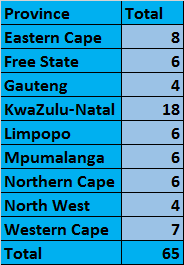 Province Total
Eastern Cape 8
Free State 6
Gauteng 4
KwaZulu-Natal 18
Limpopo 6
Mpumalanga 6
Northern Cape 6
North West 4
Western Cape 7
Total 65